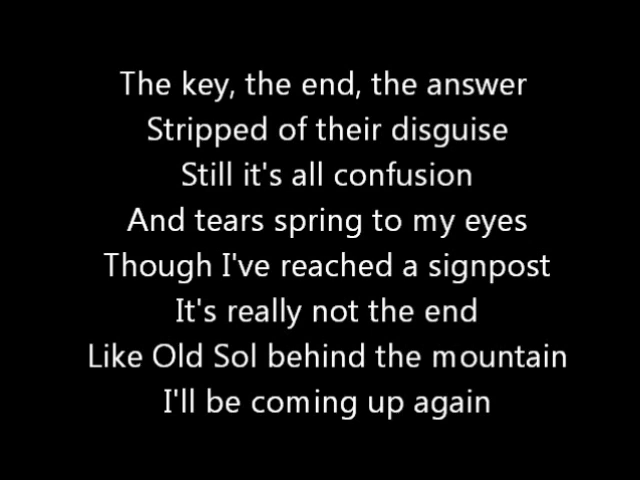 The key, the end, the answer
Stripped of their disguise
Still it's all confusion
And tears spring to my eyes
Though I've reached a signpost
It's really not the end
Like Old Sol behind the mountain
I'll be coming up again